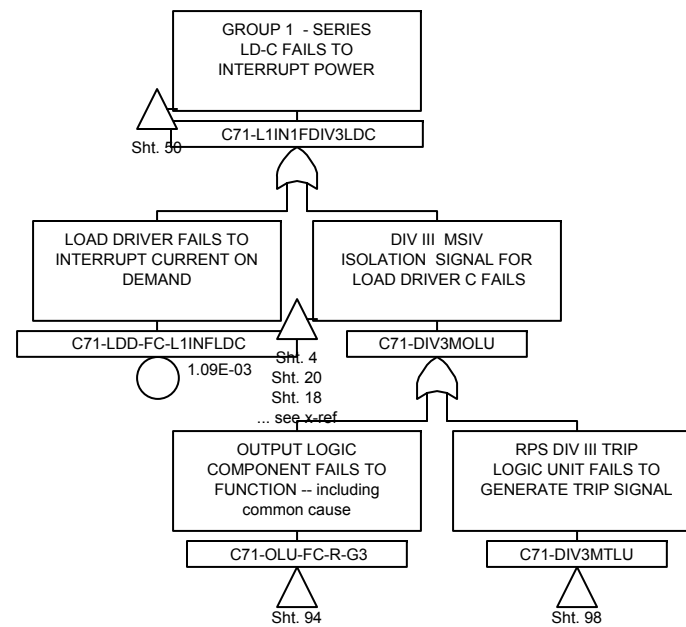 GROUP 1 - SERIES
LD-C FAILS TO
INTERRUPT POWER
Sht. 50
C71-L1IN1FDIV3LDC
LOAD DRIVER FAILS TO
INTERRUPT CURRENT ON
DEMAND
C71-LDD-FC-L1INFLDC
1.09E-03
DIV III MSIV
ISOLATION SIGNAL FOR
LOAD DRIVER C FAILS
C71-DIV3MOLU
Sht. 4
Sht. 20
Sht. 18
... see x-ref
OUTPUT LOGIC
COMPONENT FAILS TO
FUNCTION -- including
common cause
C71-OLU-FC-R-G3
Sht. 94
RPS DIV III TRIP
LOGIC UNIT FAILS TO
GENERATE TRIP SIGNAL
C71-DIV3MTLU
Sht. 98